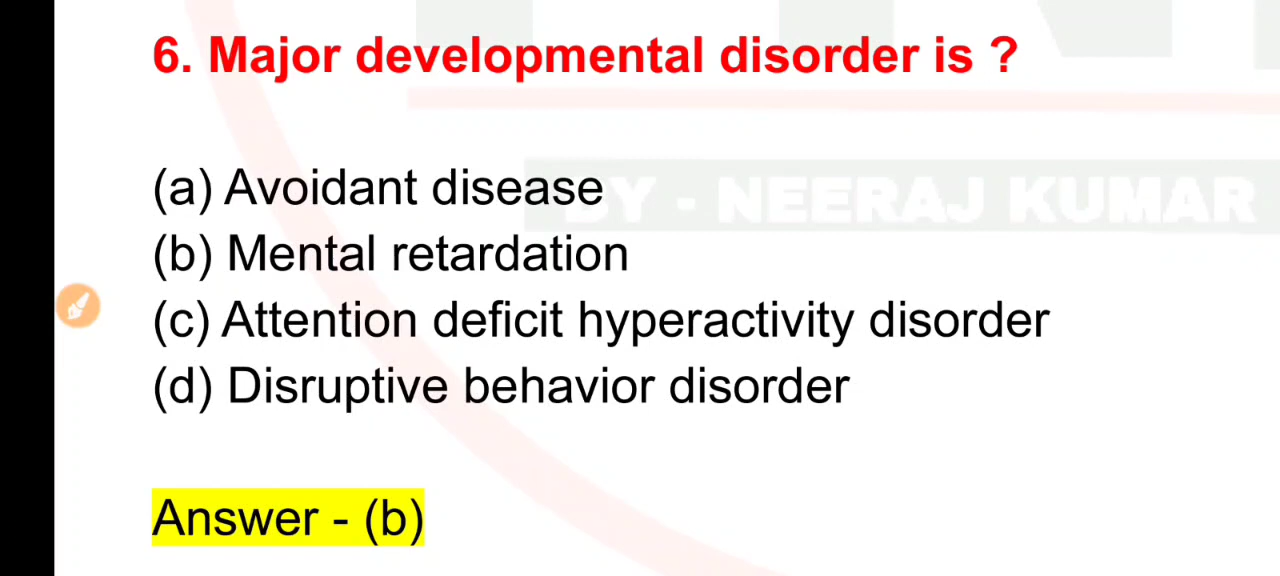 6. Major developmental disorder is ?
(a) Avoidant disease
BY - NEERAJ KUMAR
(b) Mental retardation
(c) Attention deficit hyperactivity disorder
(d) Disruptive behavior disorder
Answer - (b)